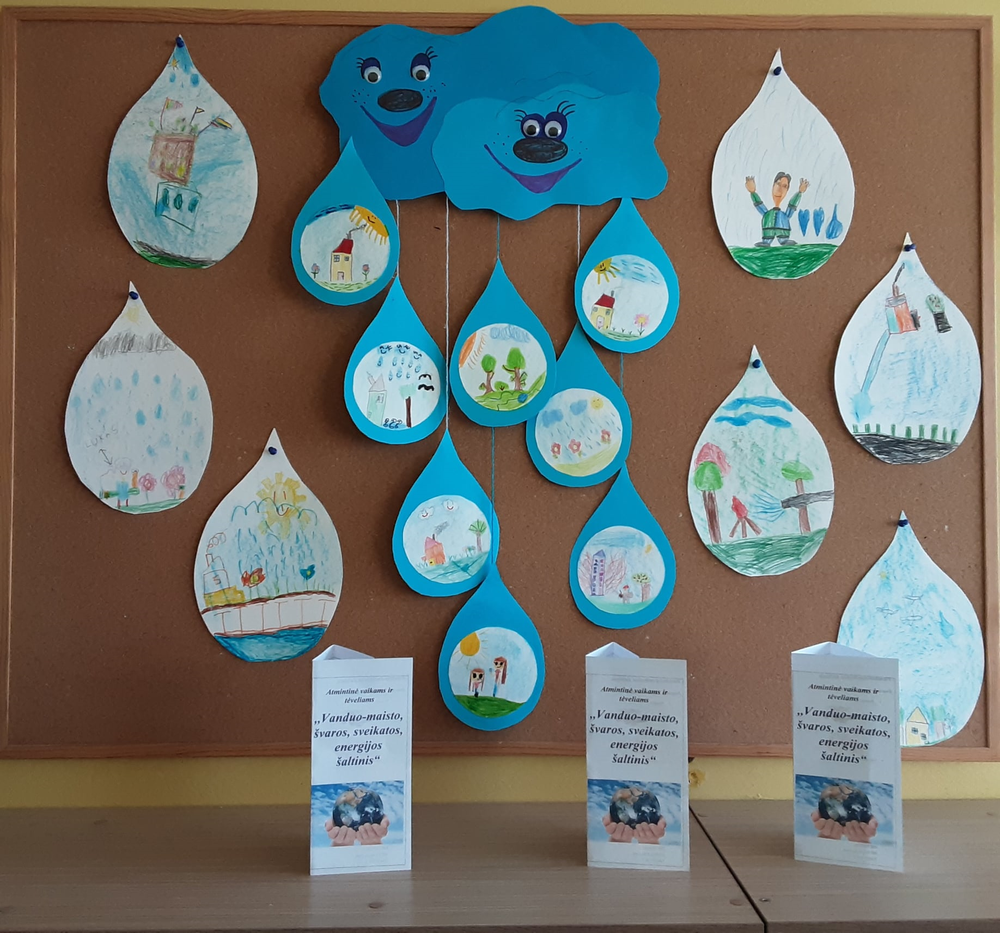 LUKAS
Atmintinė vaikams ir
tėveliams
„Vanduo-maisto,
švaros, sveikatos,
energijos
šaltinis“
Atmintinė vaikams ir
tėveliams
„Vanduo-maisto,
švaros, sveikatos,
energijos
šaltinis“
Atmintinė vaikams ir
tėveliams
„Vanduo-maisto,
švaros, sveikatos,
energijos
šaltinis“